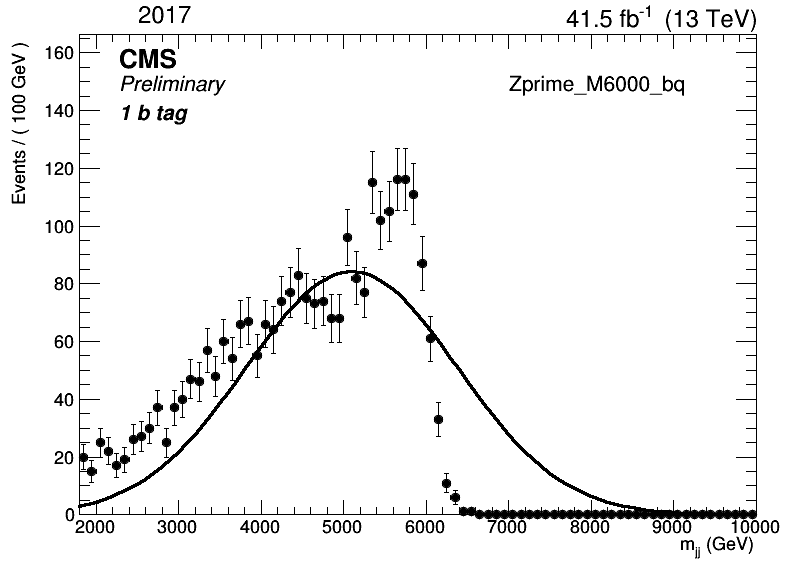 2017 41.5 fb⁻¹ (13 TeV)
CMS
Preliminary
1 b tag
Zprime_M6000_bq
Events / ( 100 GeV )
160
140
120
100
80
60
40
20
0
2000 3000 4000 5000 6000 7000 8000 9000 10000
m_jj (GeV)